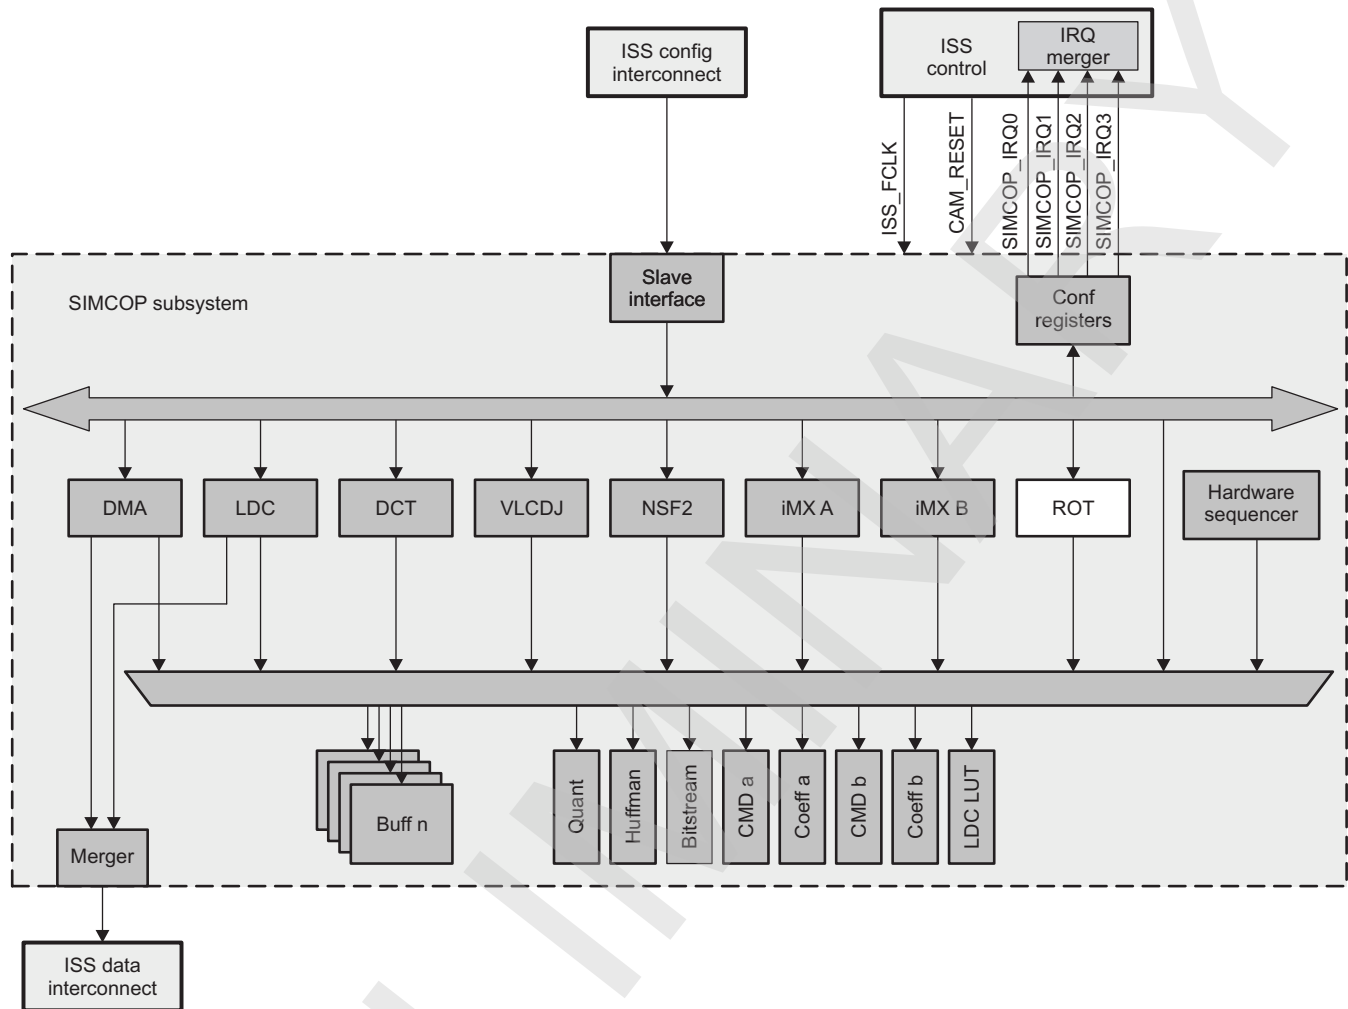 ISS config
interconnect
ISS
control
IRQ
merger
ISS_FCLK
CAM_RESET
SIMCOP_IRQ0
SIMCOP_IRQ1
SIMCOP_IRQ2
SIMCOP_IRQ3
SIMCOP subsystem
Slave
interface
Conf
registers
DMA
LDC
DCT
VLCDJ
NSF2
iMX A
iMX B
ROT
Hardware
sequencer
Buff n
Quant
Huffman
Bitstream
CMD a
Coeff a
CMD b
Coeff b
LDC LUT
Merger
ISS data
interconnect